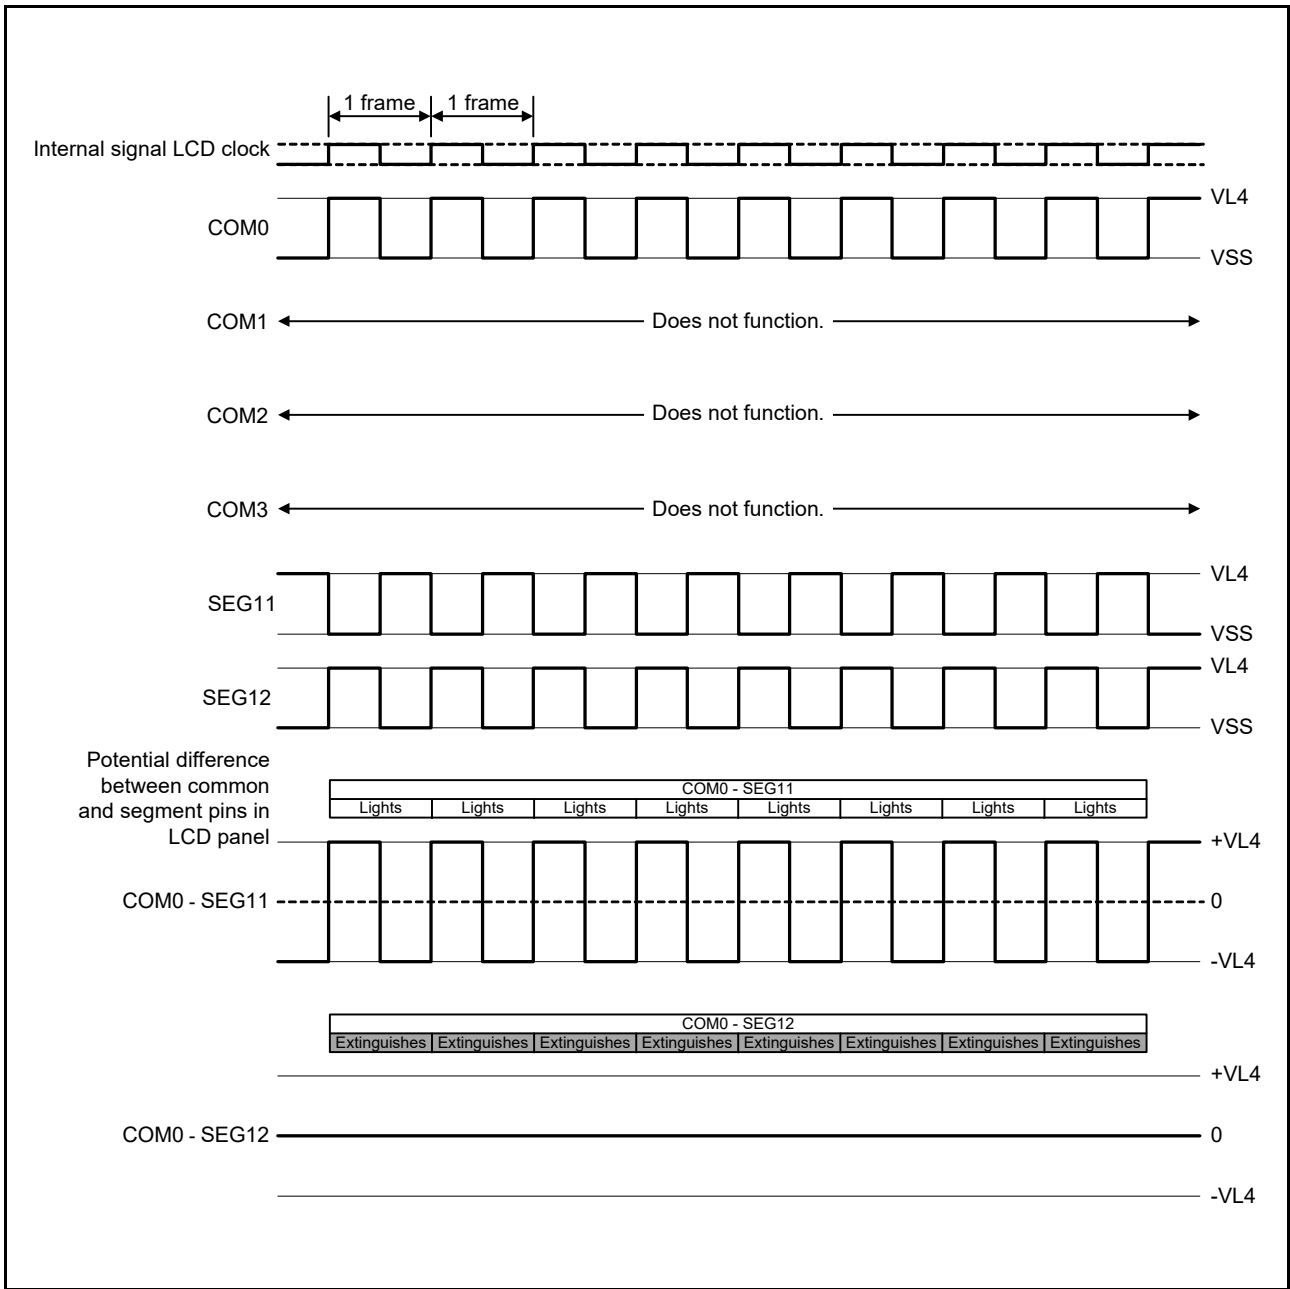 1 frame 1 frame
Internal signal LCD clock
VL4
COM0
VSS
COM1 Does not function.
COM2 Does not function.
COM3 Does not function.
VL4
SEG11
VSS
VL4
SEG12
VSS
Potential difference
between common
and segment pins in
LCD panel
COM0 - SEG11
Lights Lights Lights Lights Lights Lights Lights Lights
+VL4
COM0 - SEG11 0
-VL4
COM0 - SEG12
Extinguishes Extinguishes Extinguishes Extinguishes Extinguishes Extinguishes Extinguishes Extinguishes
+VL4
COM0 - SEG12 0
-VL4